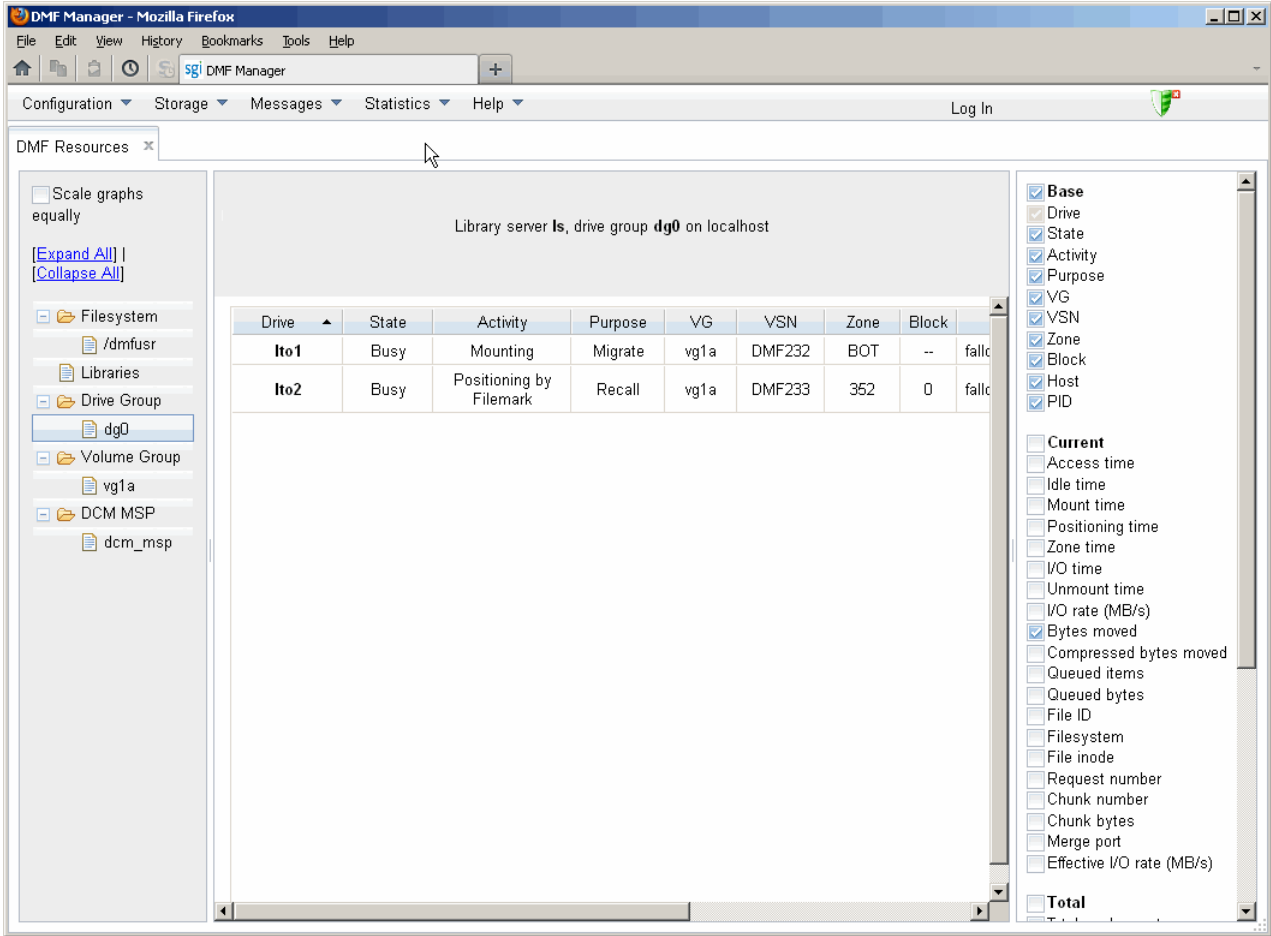 DMF Manager - Mozilla Firefox
File Edit View History Bookmarks Tools Help
sgi DMF Manager
Configuration Storage Messages Statistics Help Log In
DMF Resources
Scale graphs
equally
[Expand All] |
[Collapse All]
Filesystem
/dmfusr
Libraries
Drive Group
dg0
Volume Group
vg1a
DCM MSP
dcm_msp
Library server ls, drive group dg0 on localhost
Drive State Activity Purpose VG VSN Zone Block
lto1 Busy Mounting Migrate vg1a DMF232 BOT --
lto2 Busy Positioning by Filemark Recall vg1a DMF233 352 0
Base
Drive
State
Activity
Purpose
VG
VSN
Zone
Block
Host
PID
Current
Access time
Idle time
Mount time
Positioning time
Zone time
I/O time
Unmount time
I/O rate (MB/s)
Bytes moved
Compressed bytes moved
Queued items
Queued bytes
File ID
Filesystem
File inode
Request number
Chunk number
Chunk bytes
Merge port
Effective I/O rate (MB/s)
Total